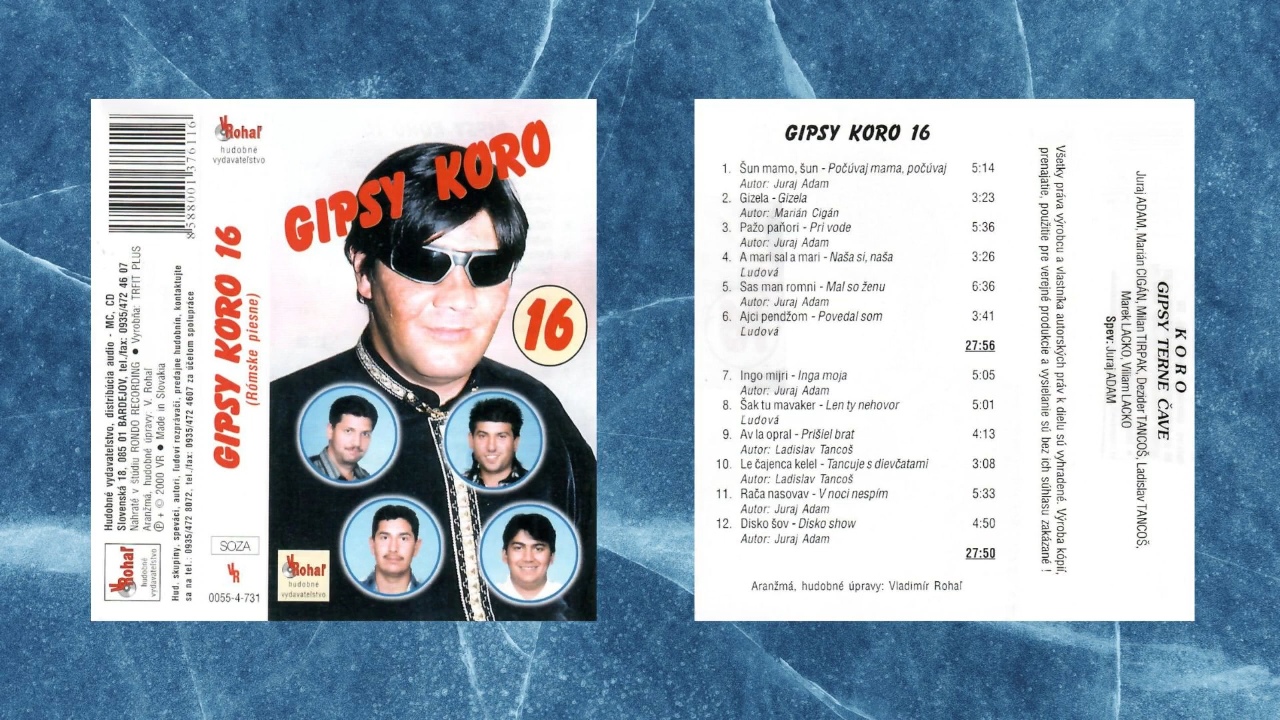 8588001 376116
VRohaľ
hudobné
vydavateľstvo
GIPSY KORO
16
GIPSY KORO 16
(Rómske piesne)
Hudobné vydavateľstvo, distribúcia audio - MC, CD
Slovenská 18, 085 01 BARDEJOV, tel./fax: 0935/472 46 07
Nahraté v štúdiu RONDO RECORDING ● Výrobňa: TRFIT PLUS
Aranžmá, hudobné úpravy: V. Rohaľ
Ⓟ + © 2000 VR ● Made in Slovakia
Hud. skupiny, speváci, autori, ľudoví rozprávači, predajne hudobnín, kontaktujte
sa na tel.: 0935/472 8072, tel./fax: 0935/472 4607 za účelom spolupráce
VRohaľ
hudobné
vydavateľstvo
SOZA
VR
0055-4-731
VRohaľ
hudobné
vydavateľstvo
GIPSY KORO 16
1. Šun mamo, šun - Počúvaj mama, počúvaj 5:14
Autor: Juraj Adam
2. Gizela - Gizela 3:23
Autor: Marián Cigán
3. Pažo paňori - Pri vode 5:36
Autor: Juraj Adam
4. A mari sal a mari - Naša si, naša 3:26
Ľudová
5. Sas man romni - Mal so ženu 6:36
Autor: Juraj Adam
6. Ajci pendžom - Povedal som 3:41
Ľudová
27:56
7. Ingo mijri - Inga moja 5:05
Autor: Juraj Adam
8. Šak tu mavaker - Len ty nehovor 5:01
Ľudová
9. Av la opral - Prišiel brat 4:13
Autor: Ladislav Tancoš
10. Le čajenca kelel - Tancuje s dievčatami 3:08
Autor: Ladislav Tancoš
11. Rača nasovav - V noci nespím 5:33
Autor: Juraj Adam
12. Disko šov - Disko show 4:50
Autor: Juraj Adam
27:50
Aranžmá, hudobné úpravy: Vladimír Rohaľ
KORO
GIPSY TERNE ČAVE
Juraj ADAM, Marián CIGÁN, Milan TIRPAK, Dezider TANCOŠ, Ladislav TANCOŠ,
Marek LACKO, Viliam LACKO
Spev: Juraj ADAM
Všetky práva výrobcu a vlastníka autorských práv k dielu sú vyhradené. Výroba kópií,
prenajatie, použitie pre verejné produkcie a vysielanie sú bez ich súhlasu zakázané !